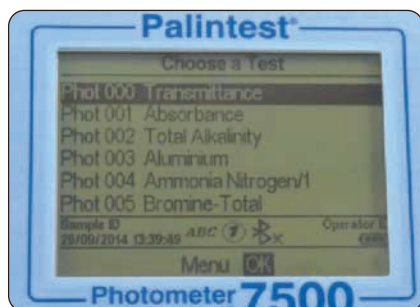 Palintest®
Choose a Test
Phot 000 Transmittance
Phot 001 Absorbance
Phot 002 Total Alkalinity
Phot 003 Aluminium
Phot 004 Ammonia Nitrogen/1
Phot 005 Bromine-Total
Sample ID Operator
29/09/2014 13:39:49 ABC 1
Menu OK
Photometer 7500